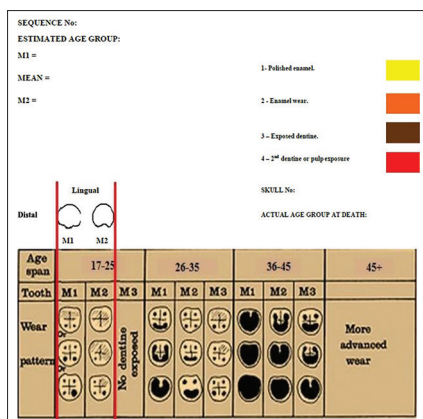 SEQUENCE No:
ESTIMATED AGE GROUP:
M1 =
1- Polished enamel.
MEAN =
M2 =
2 - Enamel wear.
3 – Exposed dentine.
4 – 2nd dentine or pulp exposure
Lingual
SKULL No:
Distal
ACTUAL AGE GROUP AT DEATH:
M1 M2
Age span 17-25 26-35 36-45 45+
Tooth M1 M2 M3 M1 M2 M3 M1 M2 M3
Wear pattern
No dentine exposed
More advanced wear